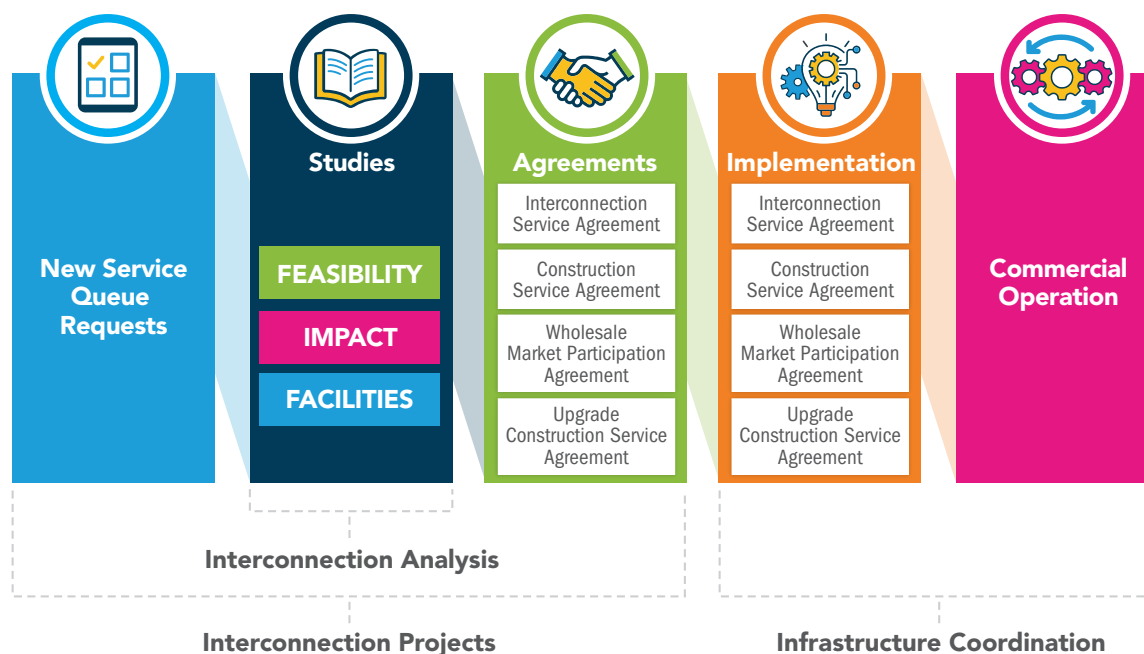 New Service
Queue
Requests
Studies
FEASIBILITY
IMPACT
FACILITIES
Agreements
Interconnection
Service Agreement
Construction
Service Agreement
Wholesale
Market Participation
Agreement
Upgrade
Construction Service
Agreement
Implementation
Interconnection
Service Agreement
Construction
Service Agreement
Wholesale
Market Participation
Agreement
Upgrade
Construction Service
Agreement
Commercial
Operation
Interconnection Analysis
Interconnection Projects
Infrastructure Coordination